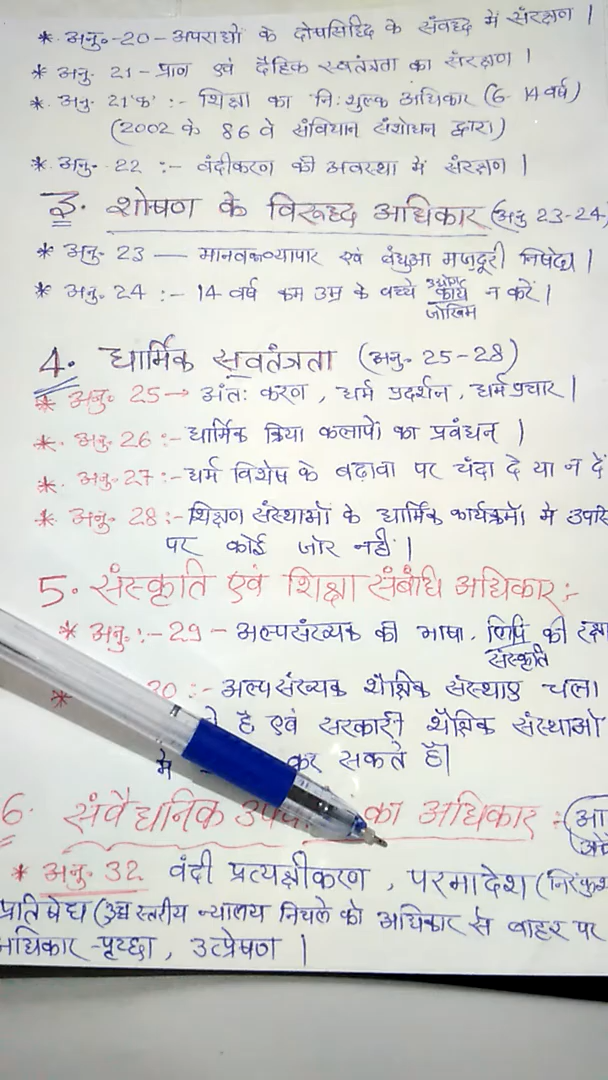 * अनु॰-20 - अपराधों के दोषसिद्दि के संबद्ध में संरक्षण |
* अनु॰ 21 - प्राण एवं दैहिक स्वतंत्रता का संरक्षण |
* अनु॰ 21'क' :- शिक्षा का निःशुल्क अधिकार (6-14 वर्ष)
(2002 के 86 वे संविधान संशोधन द्वारा)
* अनु॰ 22 :- बंदीकरण की अवस्था में संरक्षण |
3. शोषण के विरूद्ध अधिकार (अनु 23-24)
* अनु॰ 23 — मानव व्यापार एवं बंधुआ मजदूरी निषेध |
* अनु॰ 24 :- 14 वर्ष कम उम्र के बच्चे उद्योग कार्य न करें |
जोखिम
4. धार्मिक स्वतंत्रता (अनु॰ 25-28)
* अनु॰ 25 → अंतः करण, धर्म प्रदर्शन, धर्म प्रचार |
* अनु॰ 26 :- धार्मिक क्रिया कलापों का प्रबंधन |
* अनु॰ 27 :- धर्म विशेष के बढ़ावा पर चंदा दे या न दें
* अनु॰ 28 :- शिक्षण संस्थाओं के धार्मिक कार्यक्रमों मे
पर कोई जोर नहीं |
5. संस्कृति एवं शिक्षा संबंधि अधिकार :-
* अनु॰ :- 29 - अल्पसंख्यक की भाषा, लिपि की
संस्कृति
* 30 :- अल्पसंख्यक शैक्षिक संस्थाए चला
है एवं सरकारी शैक्षिक संस्थाओ
में कर सकते हैं|
6. संवैधानिक का अधिकार :-
* अनु॰ 32 बंदी प्रत्यक्षीकरण, परमादेश
प्रतिषेध (उच्च स्तरीय न्यायलय निचले को अधिकार से बाहर पर
अधिकार-पृच्छा, उत्प्रेषण |